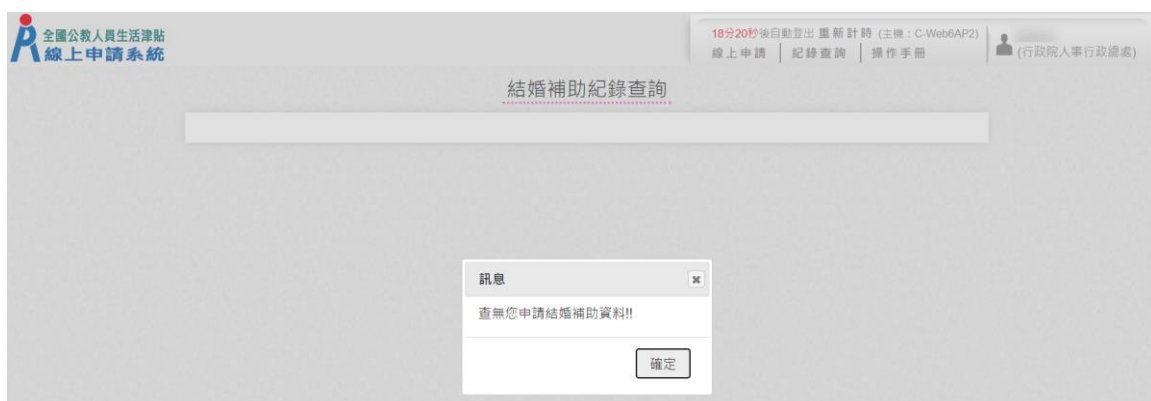 全國公教人員生活津貼
線上申請系統
18分20秒後自動登出 重新計時 (主機：C-Web6AP2)
線上申請 | 紀錄查詢 | 操作手冊
(行政院人事行政總處)
結婚補助紀錄查詢
訊息
查無您申請結婚補助資料!!
確定